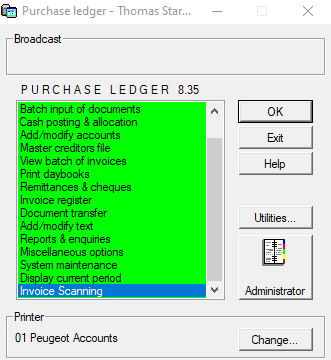 Purchase ledger - Thomas Star...
Broadcast
PURCHASE LEDGER 8.35
Batch input of documents
Cash posting & allocation
Add/modify accounts
Master creditors file
View batch of invoices
Print daybooks
Remittances & cheques
Invoice register
Document transfer
Add/modify text
Reports & enquiries
Miscellaneous options
System maintenance
Display current period
Invoice Scanning
OK
Exit
Help
Utilities...
Administrator
Printer
01 Peugeot Accounts
Change...